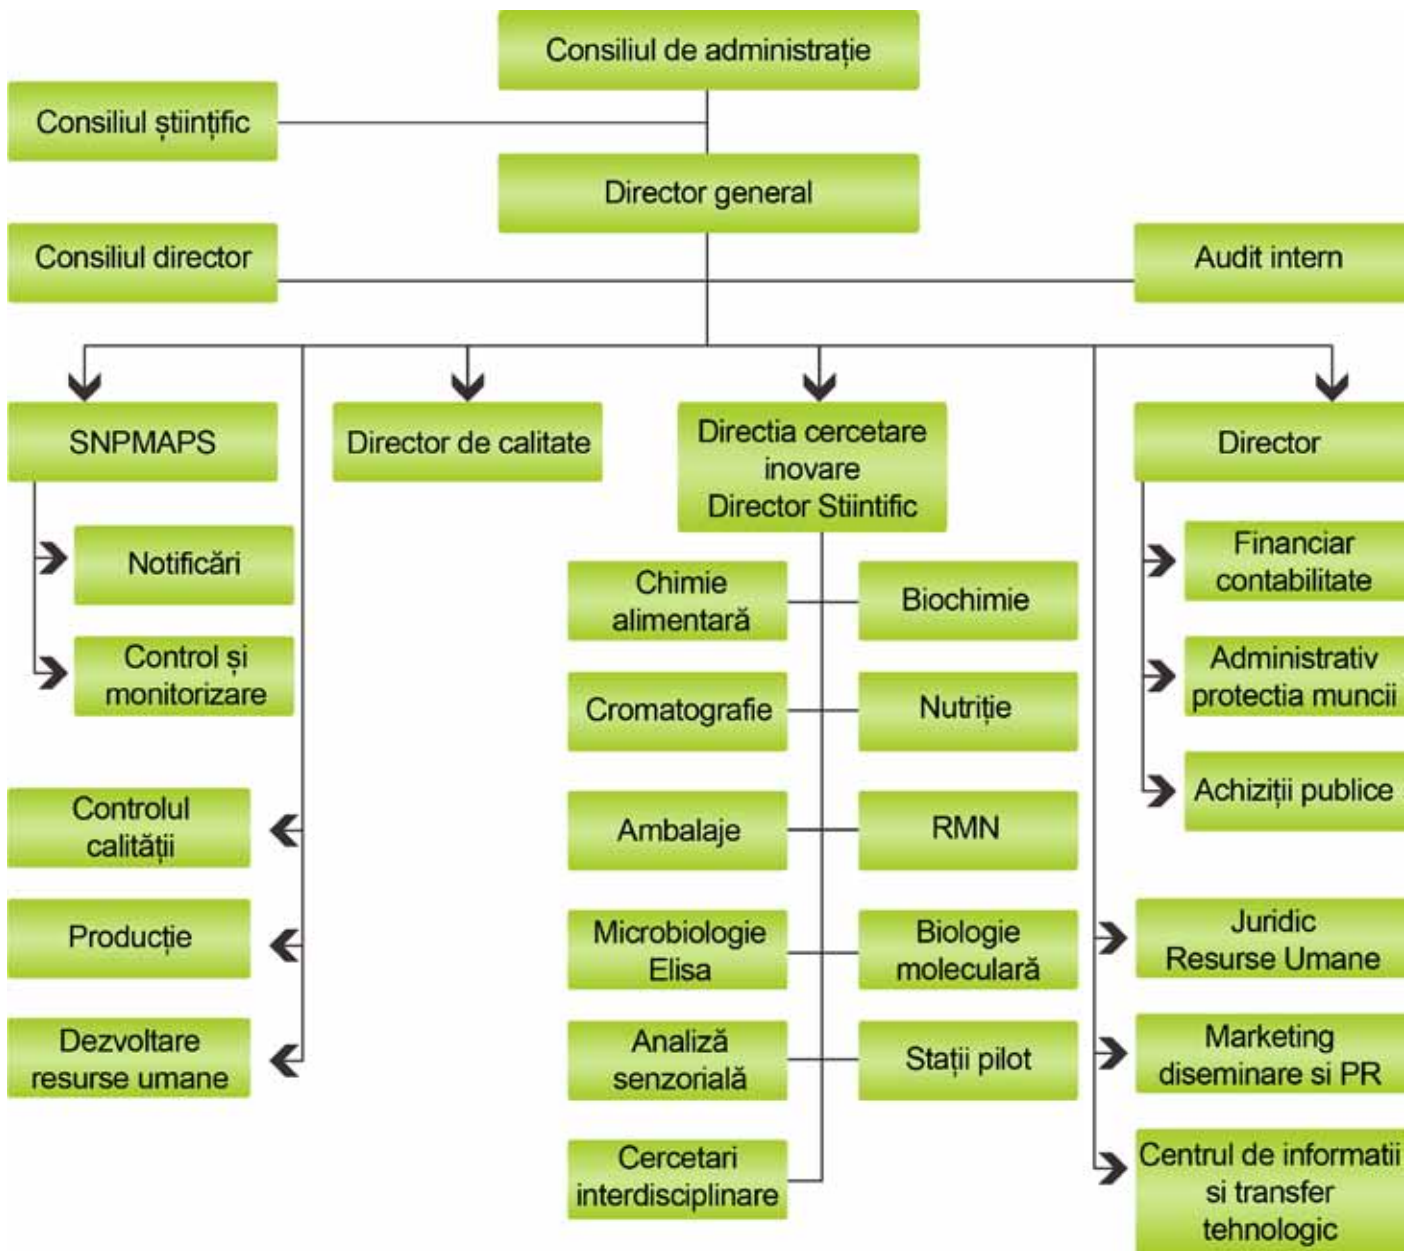 Consiliul de administrație
Consiliul științific
Director general
Consiliul director
Audit intern
SNPMAPS
Director de calitate
Directia cercetare
inovare
Director Stiintific
Director
Notificări
Control și
monitorizare
Controlul
calității
Producție
Dezvoltare
resurse umane
Chimie
alimentară
Biochimie
Cromatografie
Nutriție
Ambalaje
RMN
Microbiologie
Elisa
Biologie
moleculară
Analiză
senzorială
Stații pilot
Cercetari
interdisciplinare
Financiar
contabilitate
Administrativ
protectia muncii
Achiziții publice
Juridic
Resurse Umane
Marketing
diseminare si PR
Centrul de informatii
si transfer
tehnologic